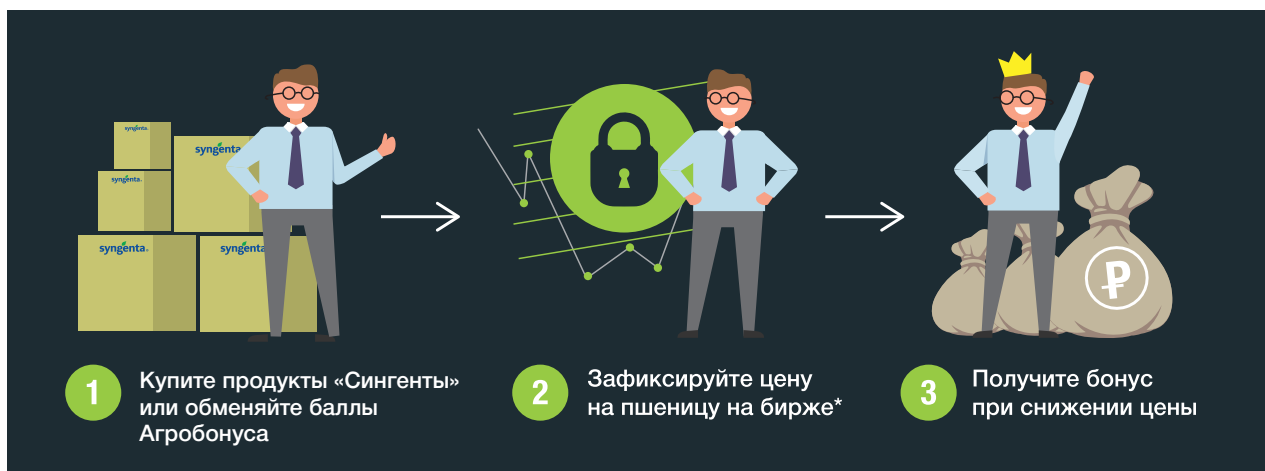 syngenta.
syngenta
syngenta.
syngenta.
syngenta.
₽
1
Купите продукты «Сингенты»
или обменяйте баллы
Агробонуса
2
Зафиксируйте цену
на пшеницу на бирже*
3
Получите бонус
при снижении цены